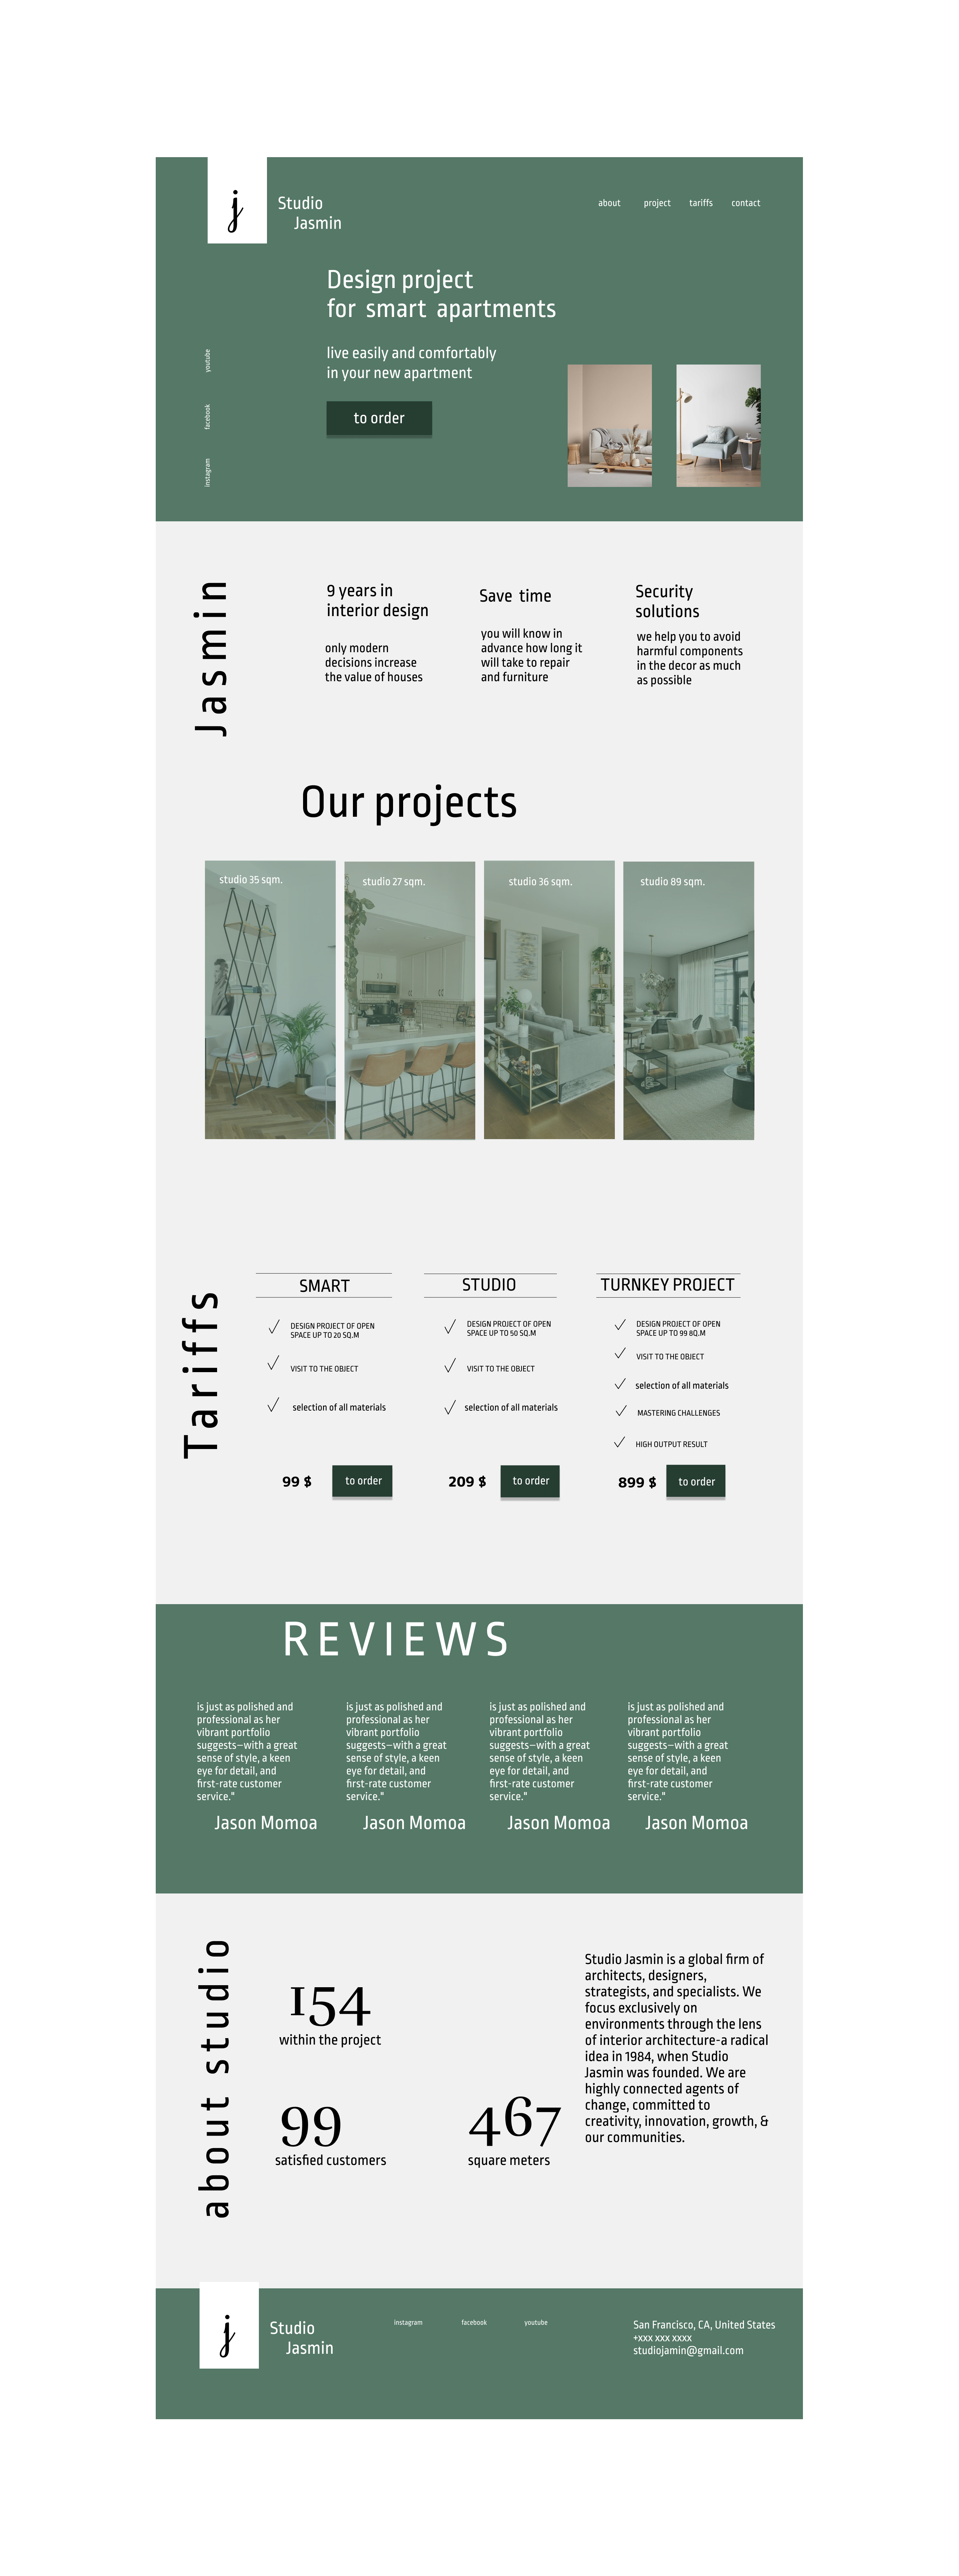 j
Studio
Jasmin
about project tariffs contact
Design project
for smart apartments
live easily and comfortably
in your new apartment
to order
youtube
facebook
instagram
Jasmin
9 years in
interior design
only modern
decisions increase
the value of houses
Save time
you will know in
advance how long it
will take to repair
and furniture
Security
solutions
we help you to avoid
harmful components
in the decor as much
as possible
Our projects
studio 35 sqm.
studio 27 sqm.
studio 36 sqm.
studio 89 sqm.
Tariffs
SMART
DESIGN PROJECT OF OPEN
SPACE UP TO 20 SQ.M
VISIT TO THE OBJECT
selection of all materials
99 $
to order
STUDIO
DESIGN PROJECT OF OPEN
SPACE UP TO 50 SQ.M
VISIT TO THE OBJECT
selection of all materials
209 $
to order
TURNKEY PROJECT
DESIGN PROJECT OF OPEN
SPACE UP TO 99 8Q.M
VISIT TO THE OBJECT
selection of all materials
MASTERING CHALLENGES
HIGH OUTPUT RESULT
899 $
to order
REVIEWS
is just as polished and
professional as her
vibrant portfolio
suggests—with a great
sense of style, a keen
eye for detail, and
first-rate customer
service."
Jason Momoa
is just as polished and
professional as her
vibrant portfolio
suggests—with a great
sense of style, a keen
eye for detail, and
first-rate customer
service."
Jason Momoa
is just as polished and
professional as her
vibrant portfolio
suggests—with a great
sense of style, a keen
eye for detail, and
first-rate customer
service."
Jason Momoa
is just as polished and
professional as her
vibrant portfolio
suggests—with a great
sense of style, a keen
eye for detail, and
first-rate customer
service."
Jason Momoa
about studio
154
within the project
99
satisfied customers
467
square meters
Studio Jasmin is a global firm of
architects, designers,
strategists, and specialists. We
focus exclusively on
environments through the lens
of interior architecture-a radical
idea in 1984, when Studio
Jasmin was founded. We are
highly connected agents of
change, committed to
creativity, innovation, growth, &
our communities.
j
Studio
Jasmin
instagram facebook youtube
San Francisco, CA, United States
+xxx xxx xxxx
studiojamin@gmail.com